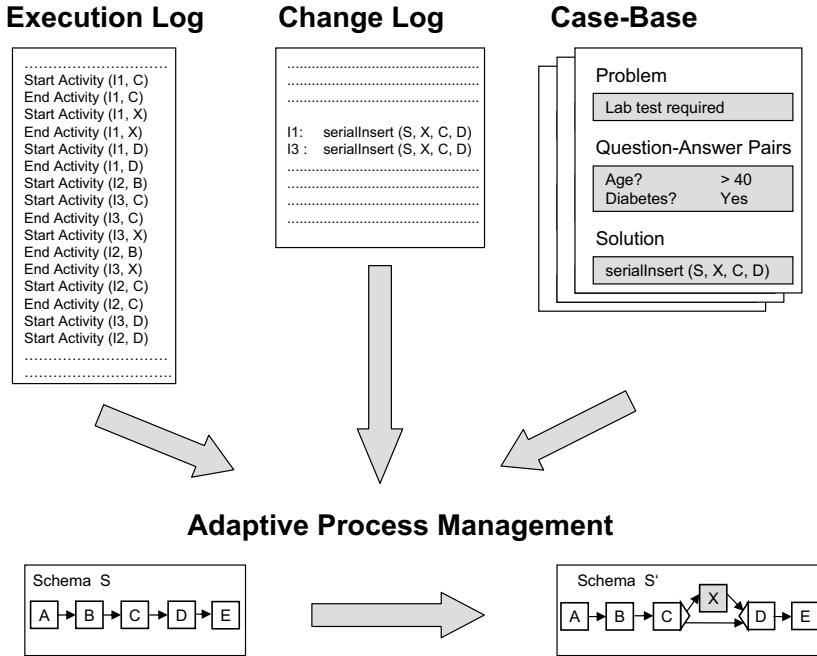 Execution Log
……………………………
Start Activity (I1, C)
End Activity (I1, C)
Start Activity (I1, X)
End Activity (I1, X)
Start Activity (I1, D)
End Activity (I1, D)
Start Activity (I2, B)
Start Activity (I3, C)
End Activity (I3, C)
Start Activity (I3, X)
End Activity (I2, B)
End Activity (I3, X)
Start Activity (I2, C)
End Activity (I2, C)
Start Activity (I3, D)
Start Activity (I2, D)
……………………………
……………………………
Change Log
……………………………………
……………………………………
……………………………………
I1: serialInsert (S, X, C, D)
I3 : serialInsert (S, X, C, D)
……………………………………
……………………………………
……………………………………
……………………………………
Case-Base
Problem
Lab test required
Question-Answer Pairs
Age? > 40
Diabetes? Yes
Solution
serialInsert (S, X, C, D)
Adaptive Process Management
Schema S
A B C D E
Schema S‘
X
A B C D E